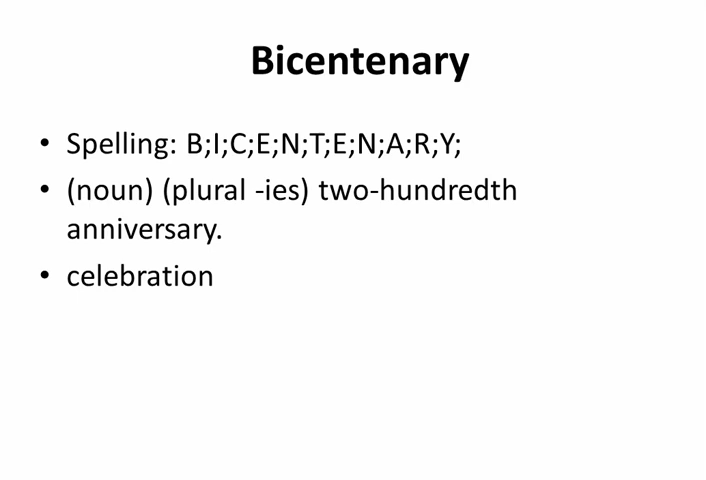 Bicentenary
• Spelling: B;I;C;E;N;T;E;N;A;R;Y;
• (noun) (plural -ies) two-hundredth
anniversary.
• celebration